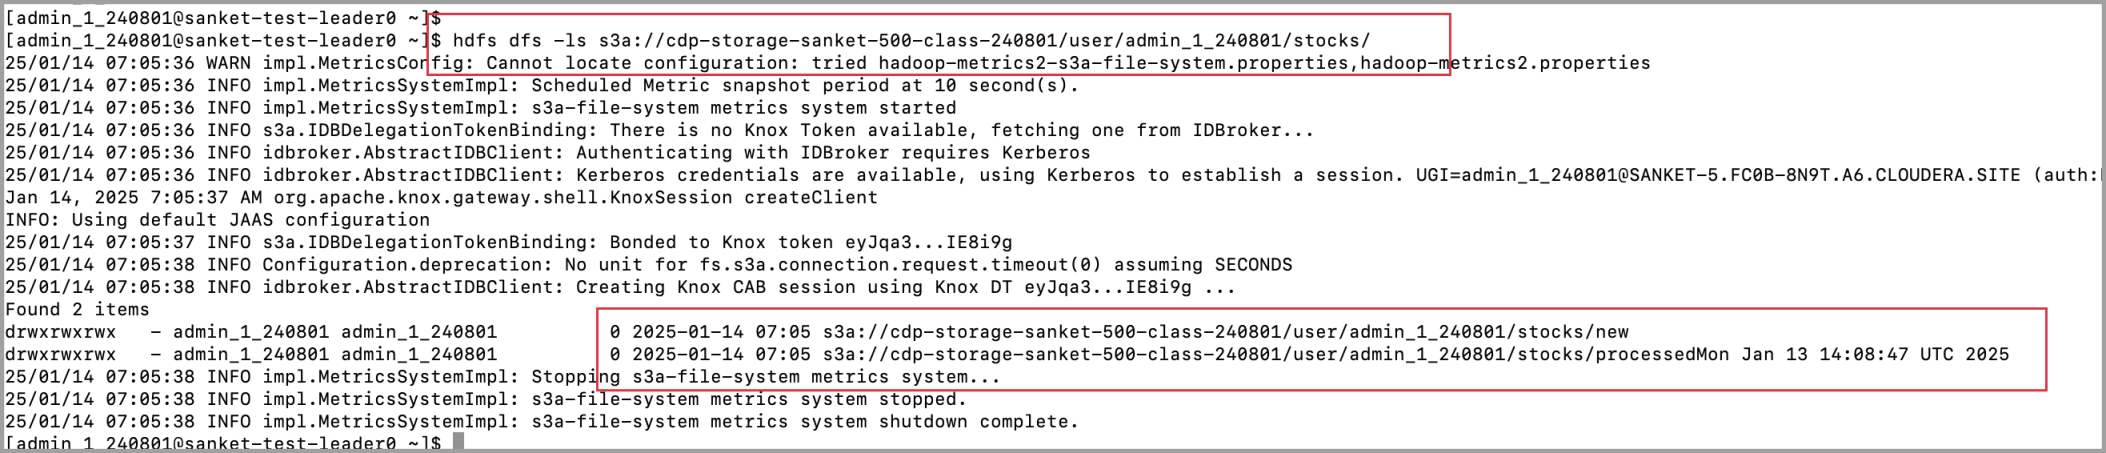 [admin_1_240801@sanket-test-leader0 ~]$
[admin_1_240801@sanket-test-leader0 ~]$ hdfs dfs -ls s3a://cdp-storage-sanket-500-class-240801/user/admin_1_240801/stocks/
25/01/14 07:05:36 WARN impl.MetricsConfig: Cannot locate configuration: tried hadoop-metrics2-s3a-file-system.properties,hadoop-metrics2.properties
25/01/14 07:05:36 INFO impl.MetricsSystemImpl: Scheduled Metric snapshot period at 10 second(s).
25/01/14 07:05:36 INFO impl.MetricsSystemImpl: s3a-file-system metrics system started
25/01/14 07:05:36 INFO s3a.IDBDelegationTokenBinding: There is no Knox Token available, fetching one from IDBroker...
25/01/14 07:05:36 INFO idbroker.AbstractIDBClient: Authenticating with IDBroker requires Kerberos
25/01/14 07:05:36 INFO idbroker.AbstractIDBClient: Kerberos credentials are available, using Kerberos to establish a session. UGI=admin_1_240801@SANKET-5.FC0B-8N9T.A6.CLOUDERA.SITE (auth:
Jan 14, 2025 7:05:37 AM org.apache.knox.gateway.shell.KnoxSession createClient
INFO: Using default JAAS configuration
25/01/14 07:05:37 INFO s3a.IDBDelegationTokenBinding: Bonded to Knox token eyJqa3...IE8i9g
25/01/14 07:05:38 INFO Configuration.deprecation: No unit for fs.s3a.connection.request.timeout(0) assuming SECONDS
25/01/14 07:05:38 INFO idbroker.AbstractIDBClient: Creating Knox CAB session using Knox DT eyJqa3...IE8i9g ...
Found 2 items
drwxrwxrwx   - admin_1_240801 admin_1_240801          0 2025-01-14 07:05 s3a://cdp-storage-sanket-500-class-240801/user/admin_1_240801/stocks/new
drwxrwxrwx   - admin_1_240801 admin_1_240801          0 2025-01-14 07:05 s3a://cdp-storage-sanket-500-class-240801/user/admin_1_240801/stocks/processedMon Jan 13 14:08:47 UTC 2025
25/01/14 07:05:38 INFO impl.MetricsSystemImpl: Stopping s3a-file-system metrics system...
25/01/14 07:05:38 INFO impl.MetricsSystemImpl: s3a-file-system metrics system stopped.
25/01/14 07:05:38 INFO impl.MetricsSystemImpl: s3a-file-system metrics system shutdown complete.
[admin_1_240801@sanket-test-leader0 ~]$